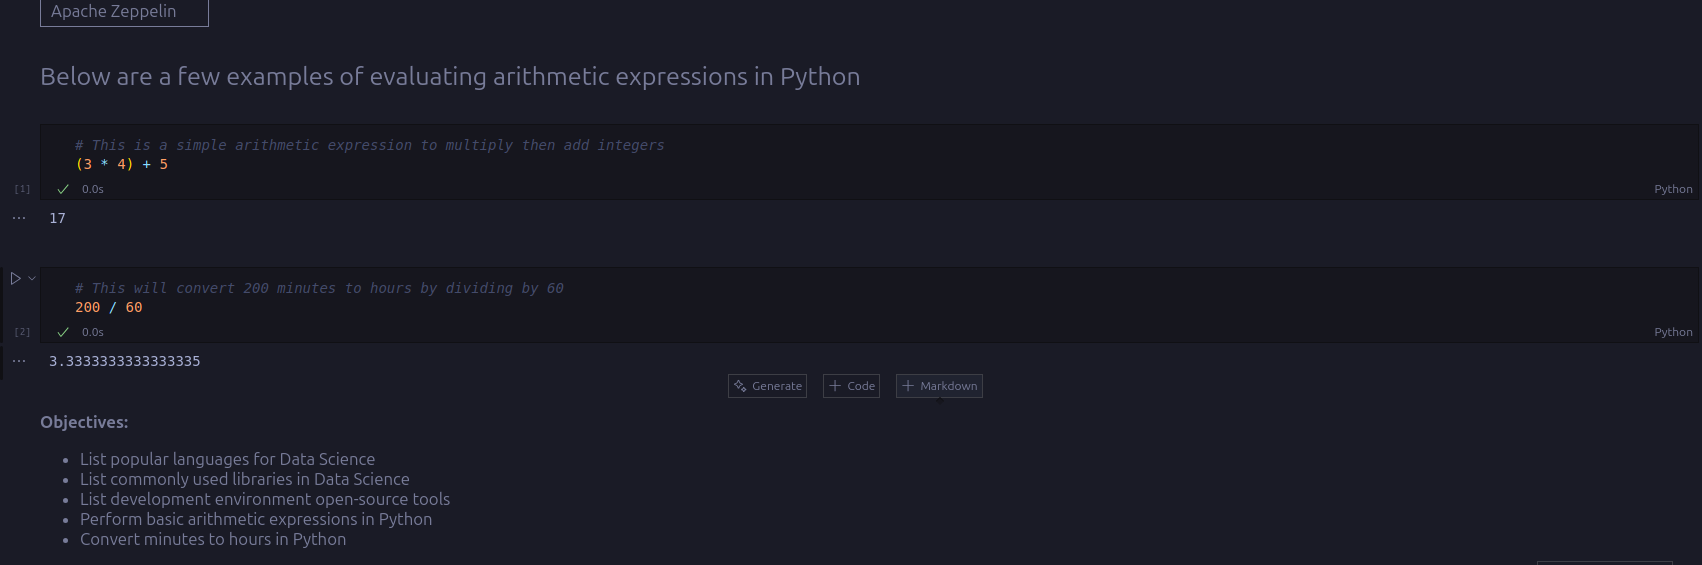 Apache Zeppelin
Below are a few examples of evaluating arithmetic expressions in Python
# This is a simple arithmetic expression to multiply then add integers
(3 * 4) + 5
[1] 0.0s Python
... 17
# This will convert 200 minutes to hours by dividing by 60
200 / 60
[2] 0.0s Python
... 3.3333333333333335
Generate Code Markdown
Objectives:
List popular languages for Data Science
List commonly used libraries in Data Science
List development environment open-source tools
Perform basic arithmetic expressions in Python
Convert minutes to hours in Python